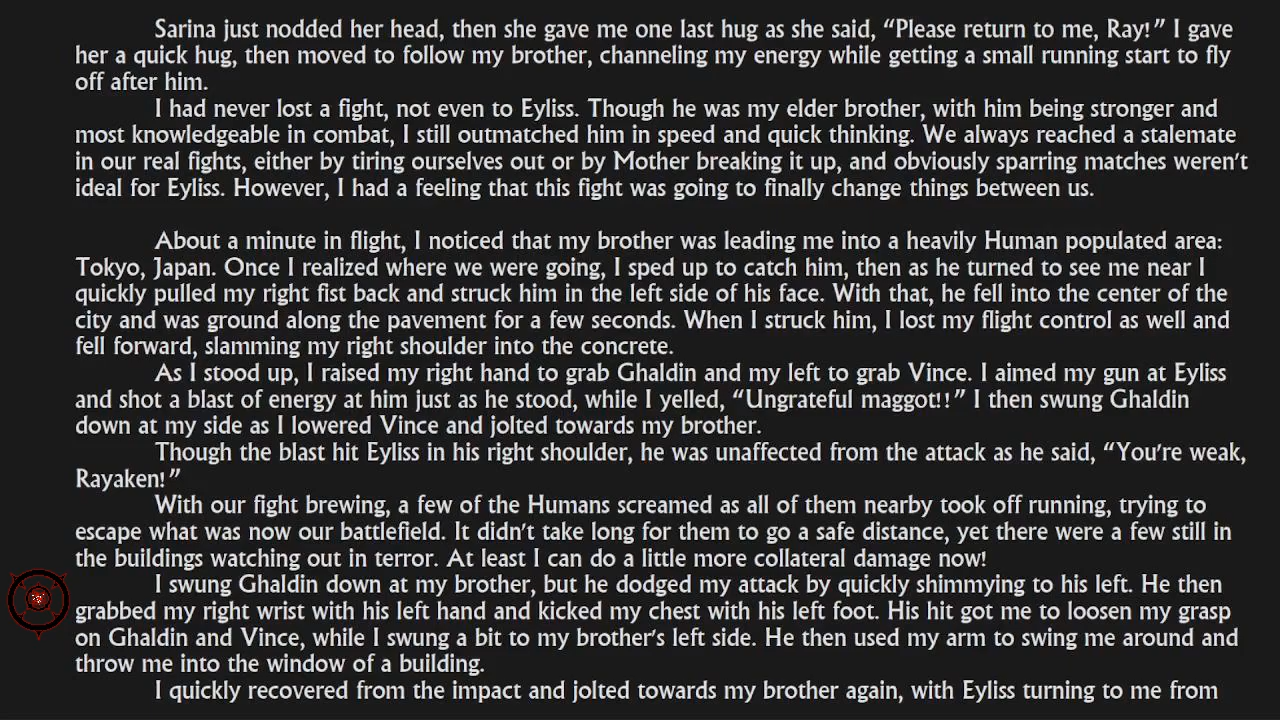 Sarina just nodded her head, then she gave me one last hug as she said, “Please return to me, Ray!” I gave
her a quick hug, then moved to follow my brother, channeling my energy while getting a small running start to fly
off after him.
I had never lost a fight, not even to Eyliss. Though he was my elder brother, with him being stronger and
most knowledgeable in combat, I still outmatched him in speed and quick thinking. We always reached a stalemate
in our real fights, either by tiring ourselves out or by Mother breaking it up, and obviously sparring matches weren't
ideal for Eyliss. However, I had a feeling that this fight was going to finally change things between us.
About a minute in flight, I noticed that my brother was leading me into a heavily Human populated area:
Tokyo, Japan. Once I realized where we were going, I sped up to catch him, then as he turned to see me near I
quickly pulled my right fist back and struck him in the left side of his face. With that, he fell into the center of the
city and was ground along the pavement for a few seconds. When I struck him, I lost my flight control as well and
fell forward, slamming my right shoulder into the concrete.
As I stood up, I raised my right hand to grab Ghaldin and my left to grab Vince. I aimed my gun at Eyliss
and shot a blast of energy at him just as he stood, while I yelled, “Ungrateful maggot!!” I then swung Ghaldin
down at my side as I lowered Vince and jolted towards my brother.
Though the blast hit Eyliss in his right shoulder, he was unaffected from the attack as he said, “You're weak,
Rayaken!”
With our fight brewing, a few of the Humans screamed as all of them nearby took off running, trying to
escape what was now our battlefield. It didn't take long for them to go a safe distance, yet there were a few still in
the buildings watching out in terror. At least I can do a little more collateral damage now!
I swung Ghaldin down at my brother, but he dodged my attack by quickly shimmying to his left. He then
grabbed my right wrist with his left hand and kicked my chest with his left foot. His hit got me to loosen my grasp
on Ghaldin and Vince, while I swung a bit to my brother's left side. He then used my arm to swing me around and
throw me into the window of a building.
I quickly recovered from the impact and jolted towards my brother again, with Eyliss turning to me from